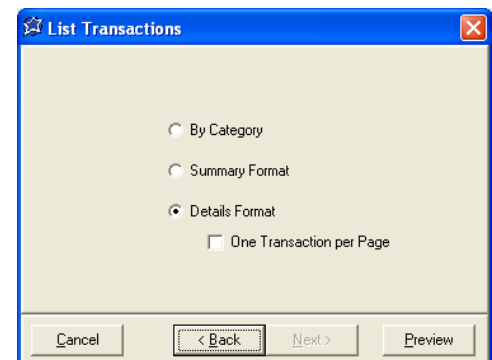 List Transactions
By Category
Summary Format
Details Format
One Transaction per Page
Cancel < Back Next > Preview